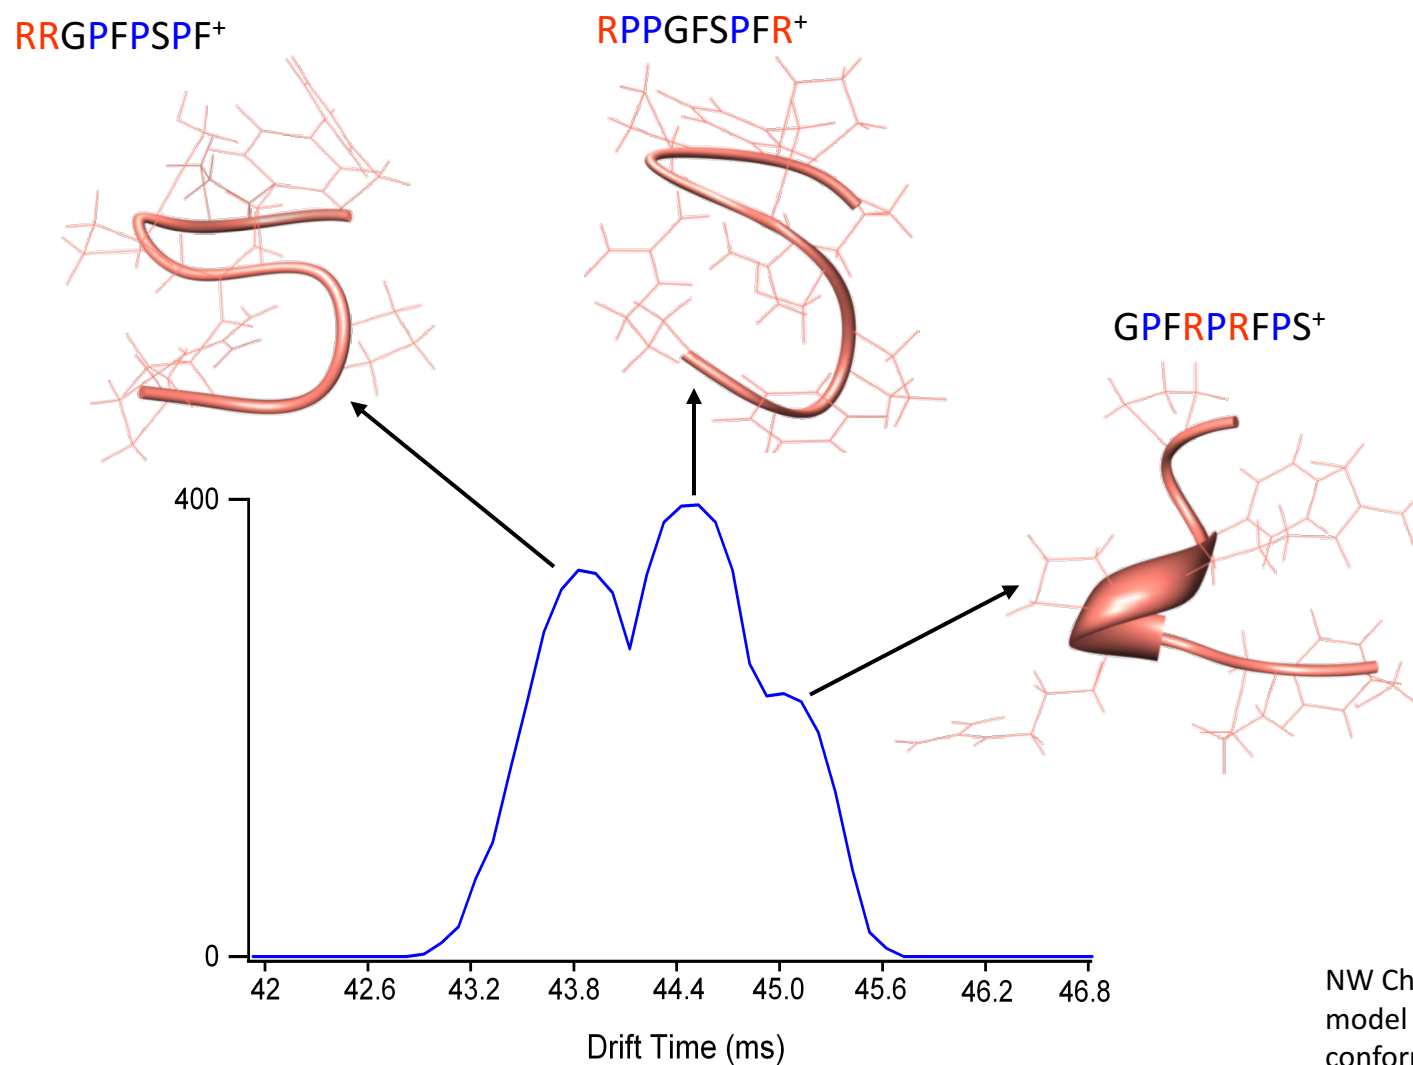 RRGPFPSPF+
RPPGFSPFR+
GPFRPRFPS+
400
0
42 42.6 43.2 43.8 44.4 45.0 45.6 46.2 46.8
Drift Time (ms)
NW Ch
model
conforr